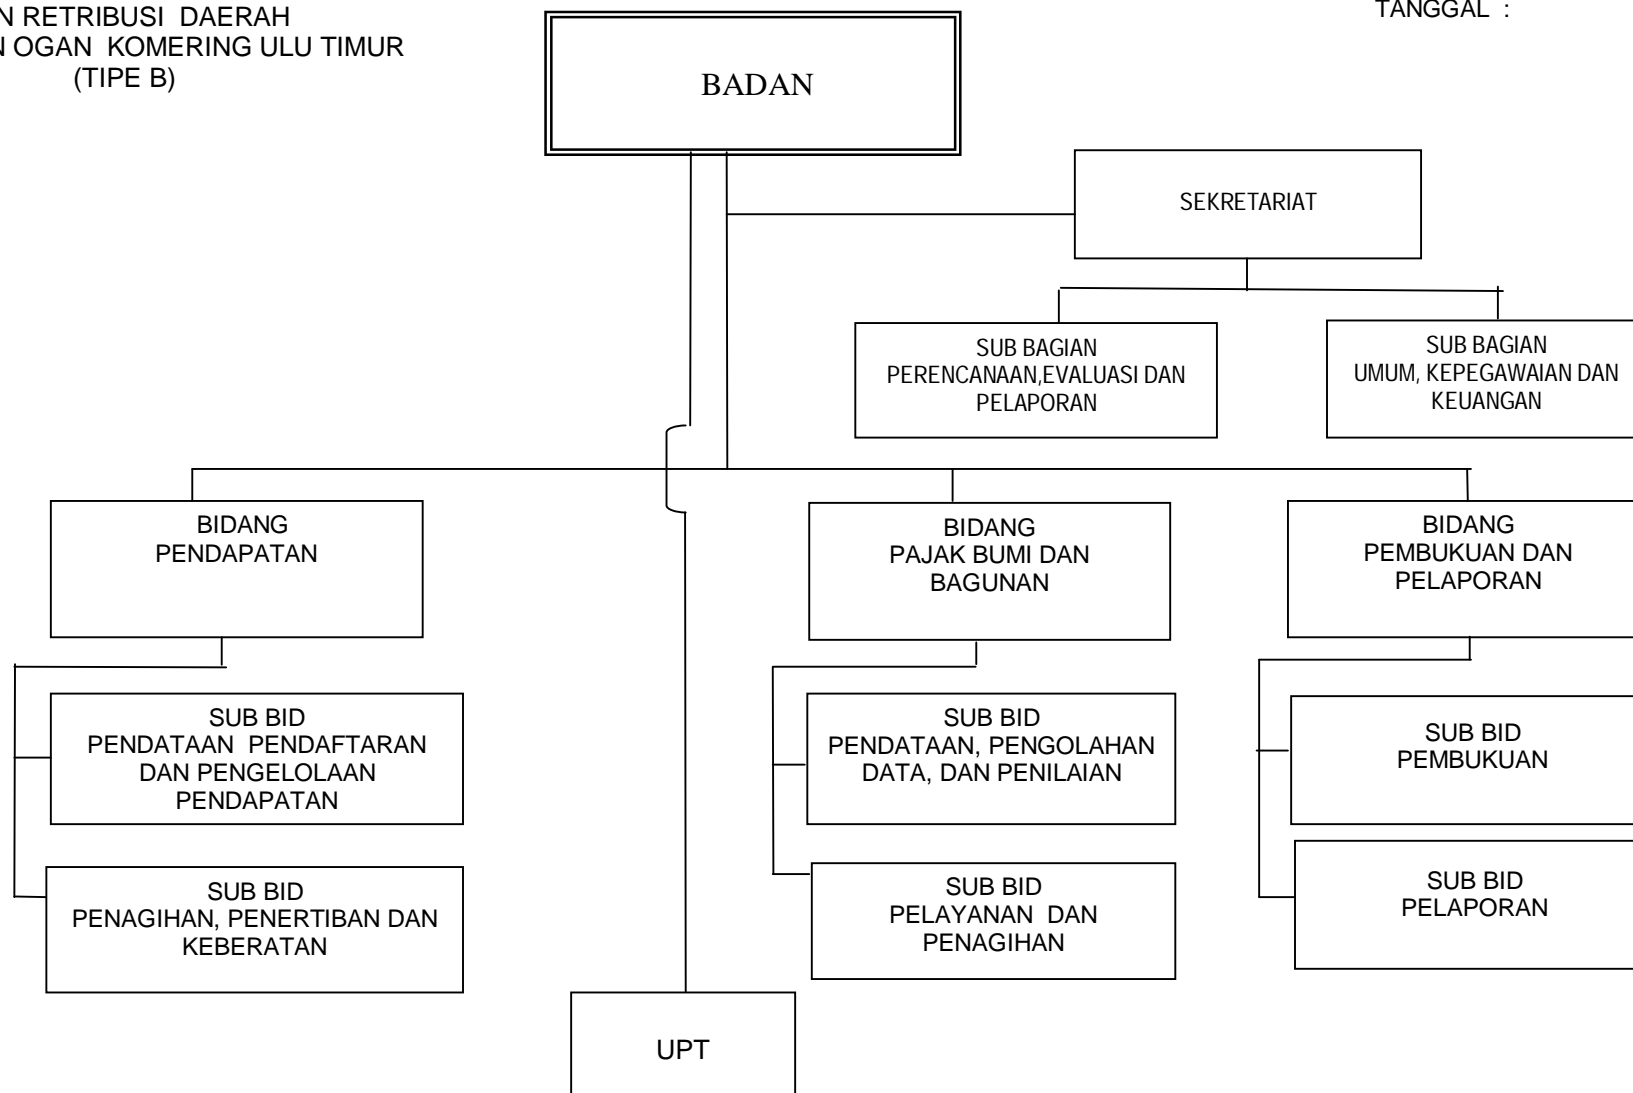 N RETRIBUSI DAERAH
N OGAN KOMERING ULU TIMUR
(TIPE B)
TANGGAL :
BADAN
SEKRETARIAT
SUB BAGIAN
PERENCANAAN,EVALUASI DAN
PELAPORAN
SUB BAGIAN
UMUM, KEPEGAWAIAN DAN
KEUANGAN
BIDANG
PENDAPATAN
BIDANG
PAJAK BUMI DAN
BAGUNAN
BIDANG
PEMBUKUAN DAN
PELAPORAN
SUB BID
PENDATAAN PENDAFTARAN
DAN PENGELOLAAN
PENDAPATAN
SUB BID
PENDATAAN, PENGOLAHAN
DATA, DAN PENILAIAN
SUB BID
PEMBUKUAN
SUB BID
PENAGIHAN, PENERTIBAN DAN
KEBERATAN
SUB BID
PELAYANAN DAN
PENAGIHAN
SUB BID
PELAPORAN
UPT